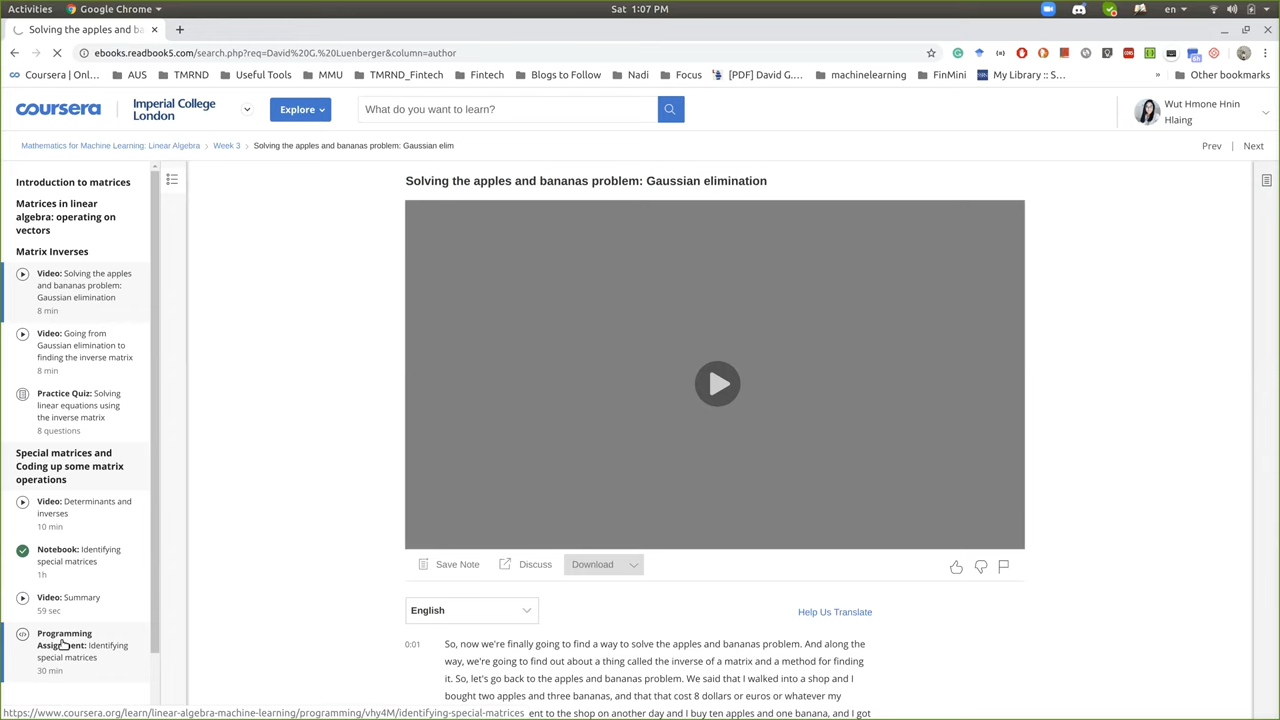 Activities
Google Chrome
Sat 1:07 PM
en
Solving the apples and ba
ebooks.readbook5.com/search.php?req=David%20G.%20Luenberger&column=author
Coursera | Onl...
AUS
TMRND
Useful Tools
MMU
TMRND_Fintech
Fintech
Blogs to Follow
Nadi
Focus
[PDF] David G....
machinelearning
FinMini
My Library :: S...
»
Other bookmarks
coursera
Imperial College
London
Explore
What do you want to learn?
Wut Hmone Hnin
Hlaing
Mathematics for Machine Learning: Linear Algebra
Week 3
Solving the apples and bananas problem: Gaussian elim
Prev
Next
Introduction to matrices
Matrices in linear
algebra: operating on
vectors
Matrix Inverses
Video: Solving the apples
and bananas problem:
Gaussian elimination
8 min
Video: Going from
Gaussian elimination to
finding the inverse matrix
8 min
Practice Quiz: Solving
linear equations using
the inverse matrix
8 questions
Special matrices and
Coding up some matrix
operations
Video: Determinants and
inverses
10 min
Notebook: Identifying
special matrices
1h
Video: Summary
59 sec
Programming
Assignment: Identifying
special matrices
30 min
Solving the apples and bananas problem: Gaussian elimination
Save Note
Discuss
Download
English
Help Us Translate
0:01
So, now we're finally going to find a way to solve the apples and bananas problem. And along the
way, we're going to find out about a thing called the inverse of a matrix and a method for finding
it. So, let's go back to the apples and bananas problem. We said that I walked into a shop and I
bought two apples and three bananas, and that that cost 8 dollars or euros or whatever my
https://www.coursera.org/learn/linear-algebra-machine-learning/programming/vhy4M/identifying-special-matrices
ent to the shop on another day and I buy ten apples and one banana, and I got